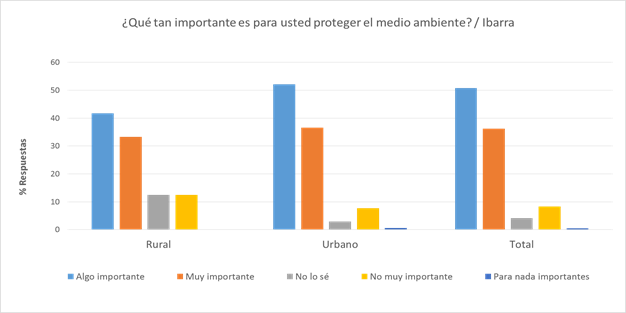 ¿Qué tan importante es para usted proteger el medio ambiente? / Ibarra
60
50
40
30
20
10
0
% Respuestas
Rural Urbano Total
Algo importante Muy importante No lo sé No muy importante Para nada importantes